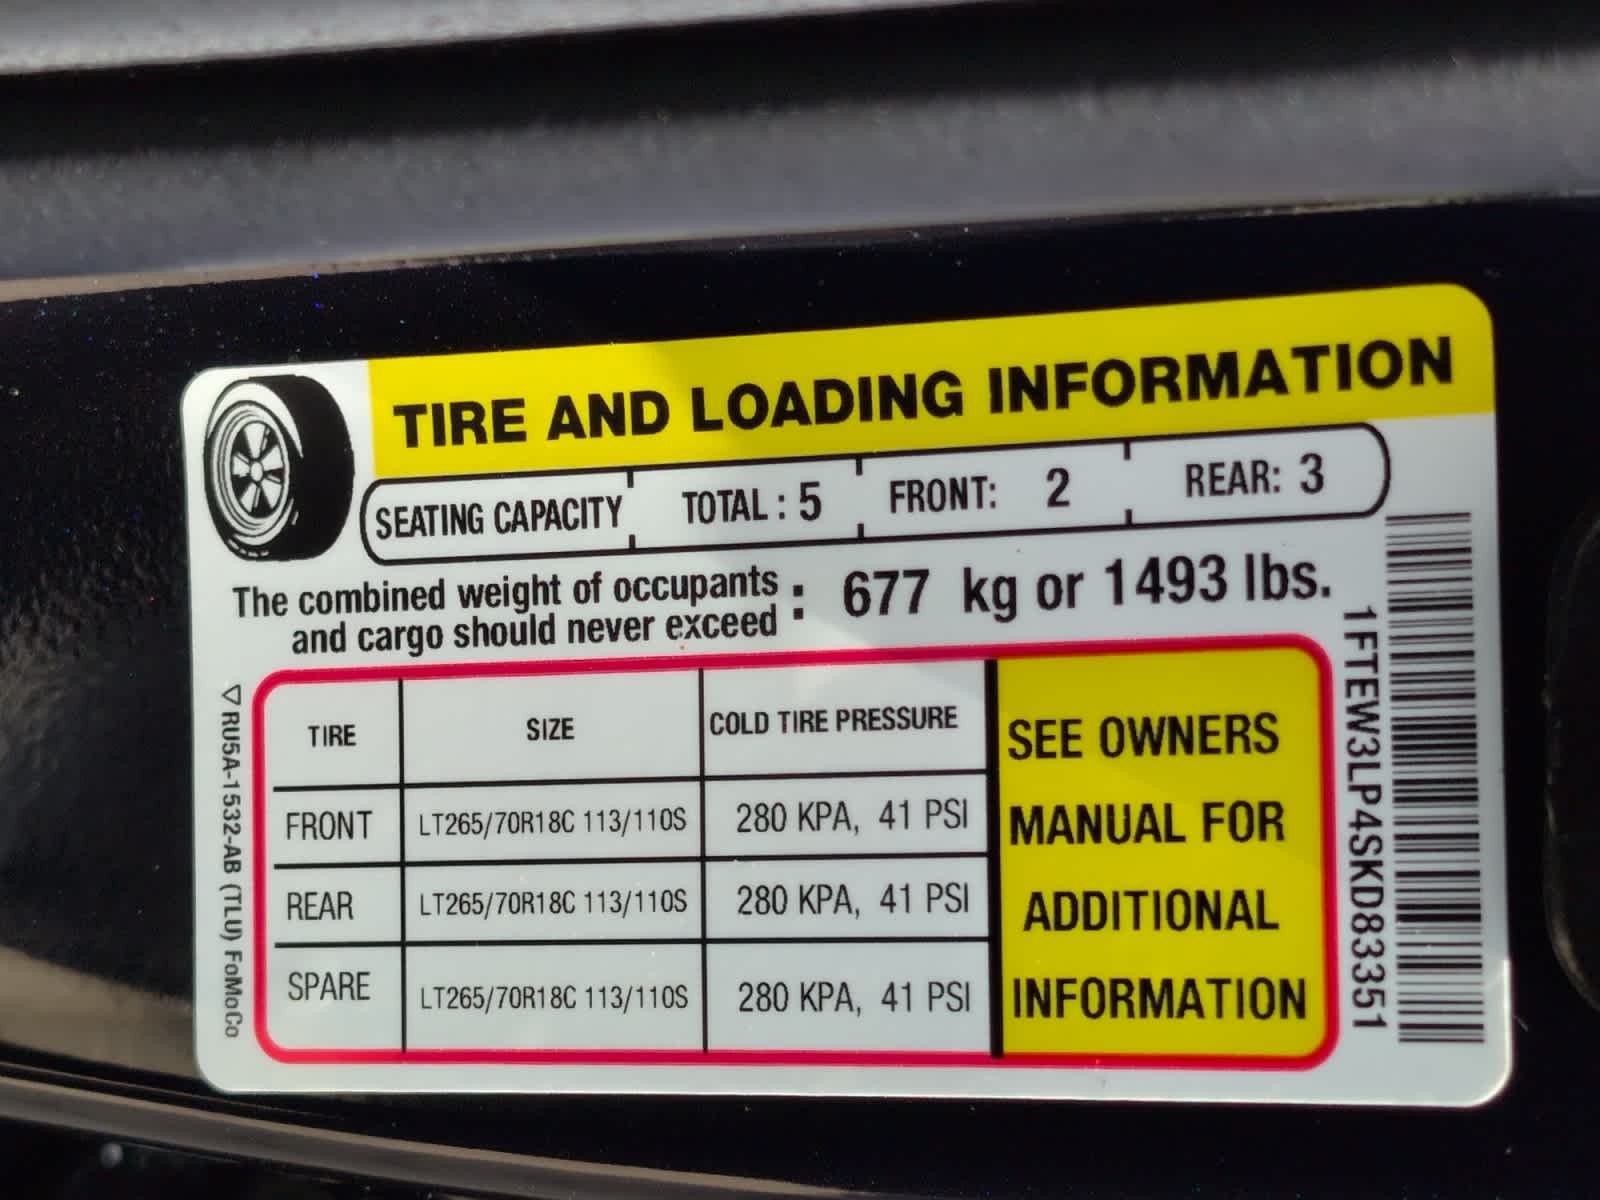 TIRE AND LOADING INFORMATION
SEATING CAPACITY TOTAL : 5 FRONT: 2 REAR: 3
The combined weight of occupants
and cargo should never exceed : 677 kg or 1493 lbs.
TIRE SIZE COLD TIRE PRESSURE
FRONT LT265/70R18C 113/110S 280 KPA, 41 PSI
REAR LT265/70R18C 113/110S 280 KPA, 41 PSI
SPARE LT265/70R18C 113/110S 280 KPA, 41 PSI
SEE OWNERS
MANUAL FOR
ADDITIONAL
INFORMATION
1FTEW3LP4SKD83351
RU5A-1532-AB (TLU) FoMoCo